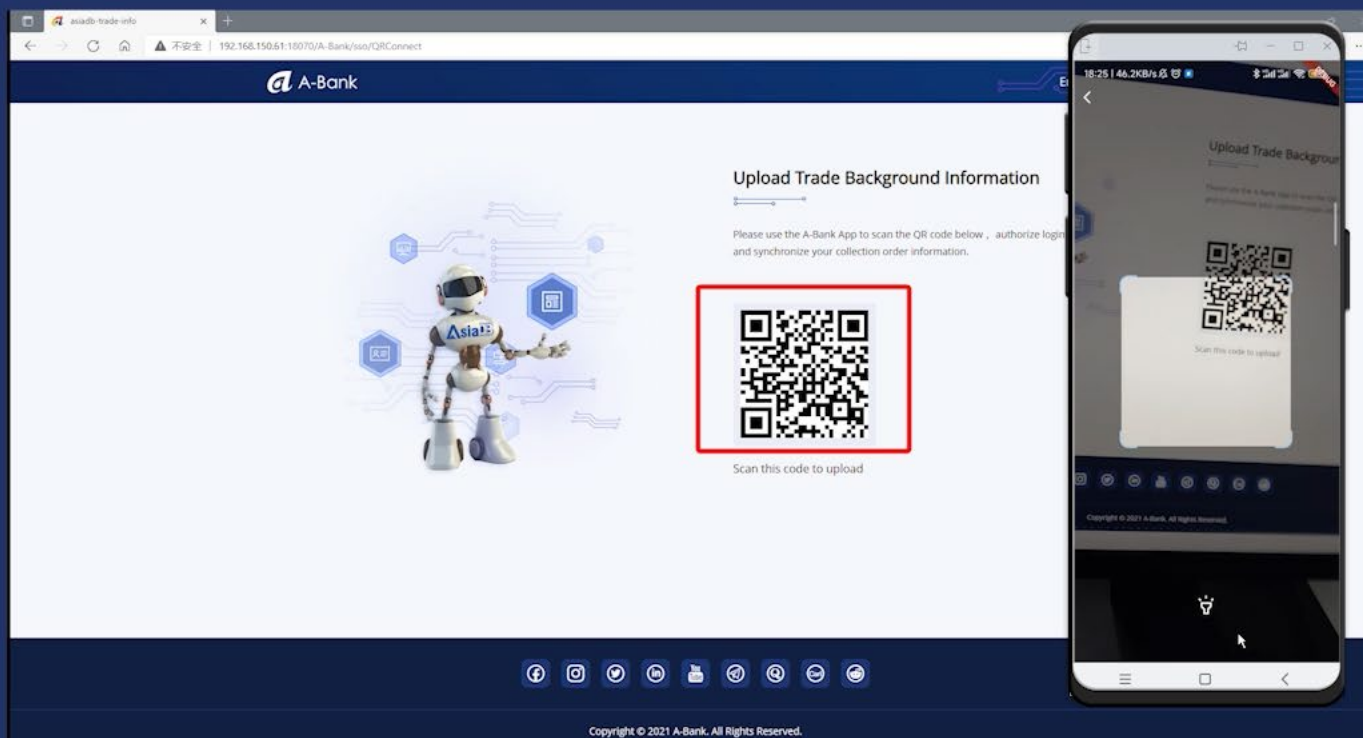 asiadb-trade-info
不安全
192.168.150.61:18070/A-Bank/sso/QRConnect
A-Bank
Upload Trade Background Information
Please use the A-Bank App to scan the QR code below , authorize login
and synchronize your collection order information.
AsiaDB
Scan this code to upload
Copyright © 2021 A-Bank. All Rights Reserved.
18:25 | 46.2KB/s
Upload Trade Backgroun
Scan this code to upload
Copyright © 2021 A-Bank. All Rights Reserved.